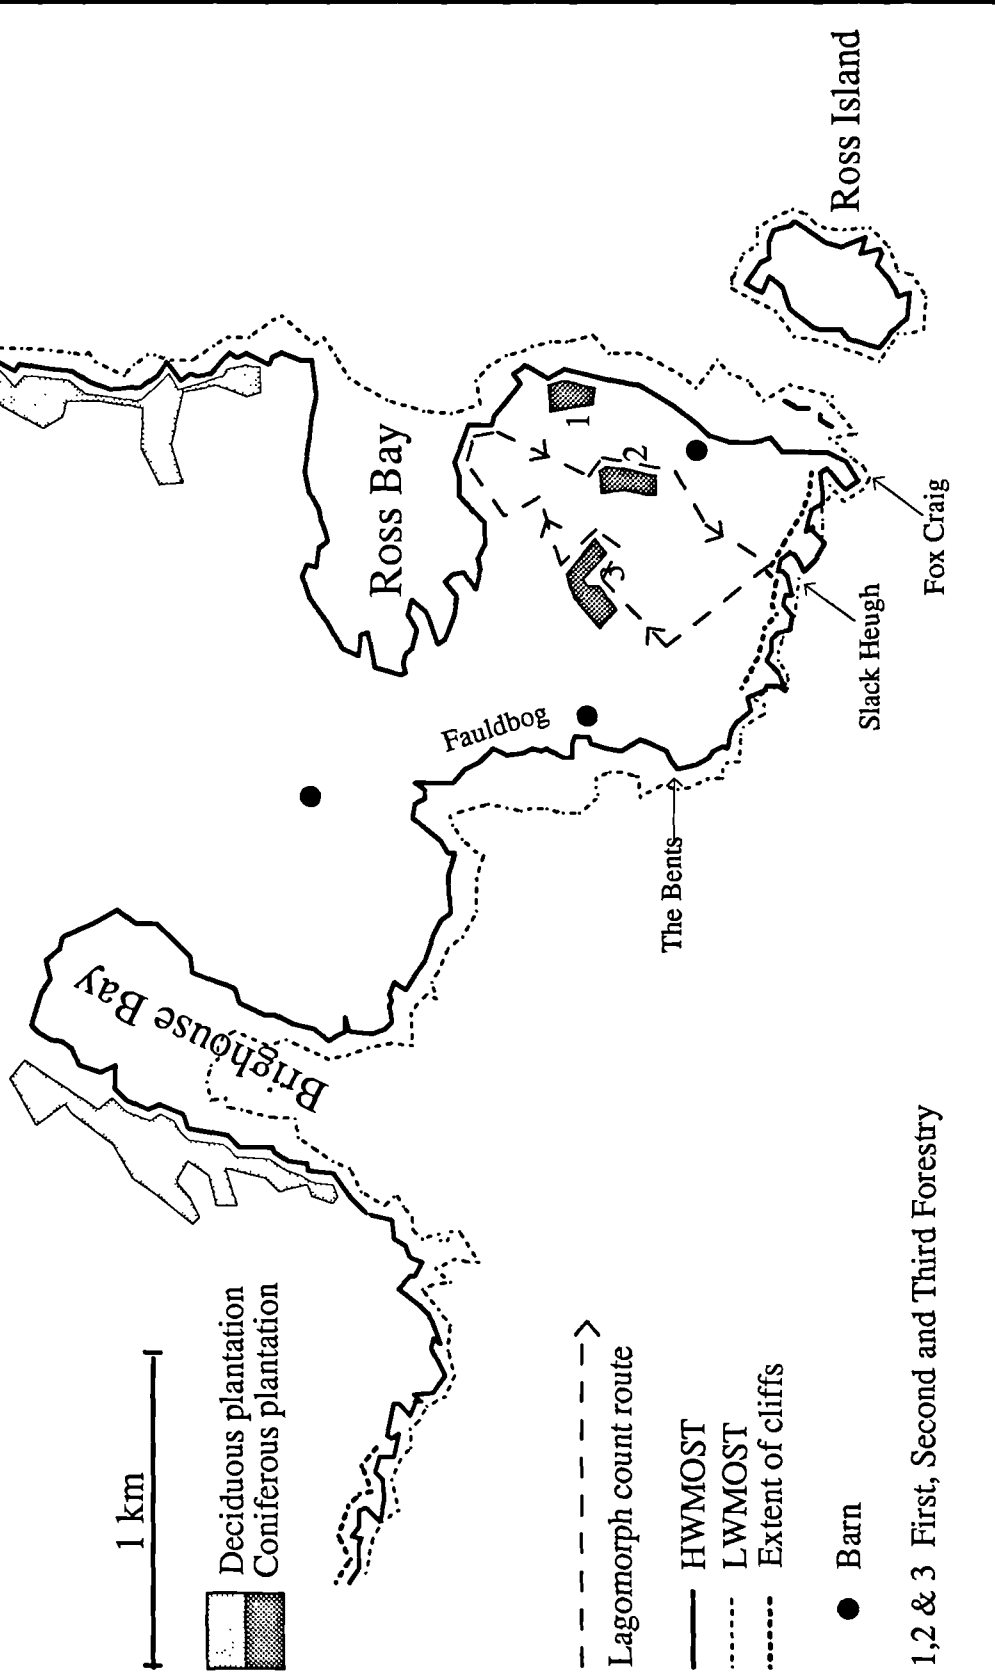 Ross Island
Ross Bay
1
2
3
Fox Craig
Slack Heugh
Fauldbog
The Bents
Brighouse Bay
1 km
Deciduous plantation
Coniferous plantation
Lagomorph count route
HWMOST
LWMOST
Extent of cliffs
Barn
1,2 & 3 First, Second and Third Forestry